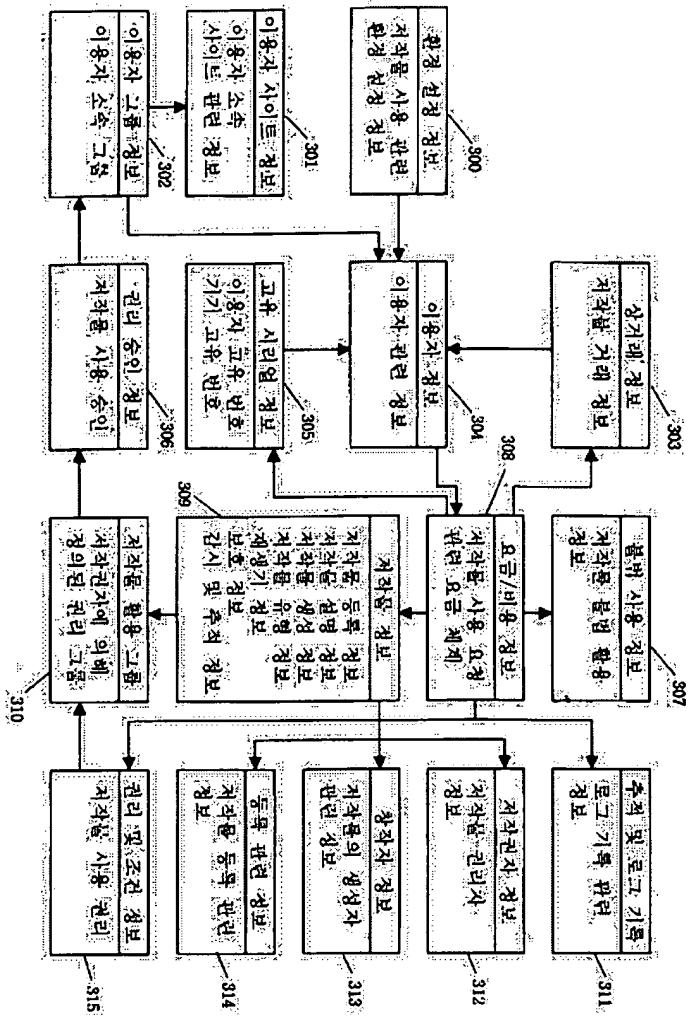 311
추적 및 로그 기록
로그 기록 관련
정보
312
저작권자 정보
저작물 권리자
정보
313
창작자 정보
저작물의 생성자
관련 정보
314
등록 관련 정보
저작물 등록 관련
정보
315
권리 및 조건 정보
저작물 사용 권리
307
불법 사용 정보
저작물 불법 활용
정보
308
요금/비용 정보
저작물 사용 요청
관련 요금 체계
309
저작물 정보
저작물 등록 정보
저작물 설명 정보
저작물 생성 정보
저작물 유형 정보
재생기 정보
보호 정보
감시 및 추적 정보
310
저작물 활용 그룹
저작권자에 의해
정의된 권리 그룹
303
상거래 정보
저작물 거래 정보
304
이용자 정보
이용자 관련 정보
305
고유 시리얼 정보
이용자 고유 번호
기기 고유 번호
306
권리 승인 정보
저작물 사용 승인
300
환경 설정 정보
저작물 사용 관련
환경 설정 정보
301
이용자 사이트 정보
이용자 소속
사이트 관련 정보
302
이용자 그룹 정보
이용자 소속 그룹